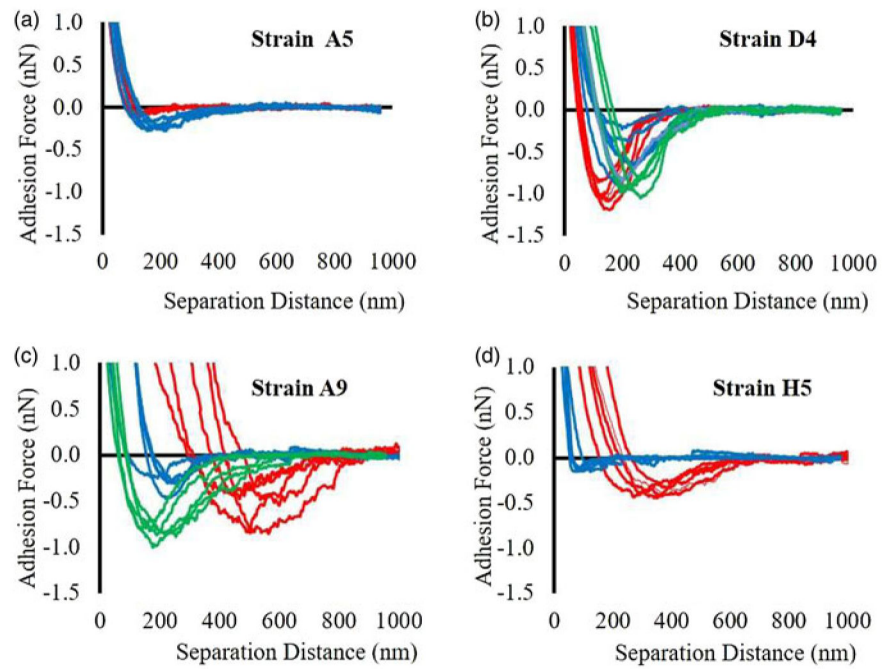 (a)
Strain A5
Adhesion Force (nN)
1.0
0.5
0.0
-0.5
-1.0
-1.5
0 200 400 600 800 1000
Separation Distance (nm)
(b)
Strain D4
Adhesion Force (nN)
1.0
0.5
0.0
-0.5
-1.0
-1.5
0 200 400 600 800 1000
Separation Distance (nm)
(c)
Strain A9
Adhesion Force (nN)
1.0
0.5
0.0
-0.5
-1.0
-1.5
0 200 400 600 800 1000
Separation Distance (nm)
(d)
Strain H5
Adhesion Force (nN)
1.0
0.5
0.0
-0.5
-1.0
-1.5
0 200 400 600 800 1000
Separation Distance (nm)